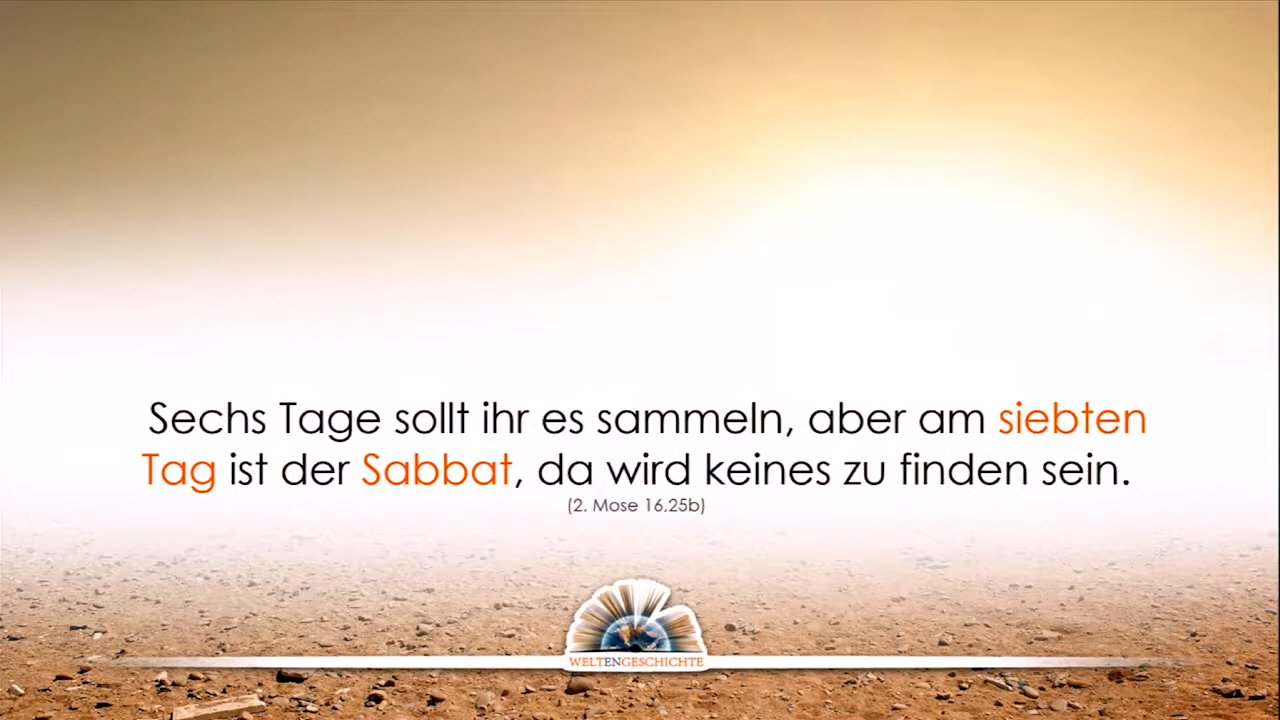 Sechs Tage sollt ihr es sammeln, aber am siebten
Tag ist der Sabbat, da wird keines zu finden sein.
(2. Mose 16,25b)
WELTENGESCHICHTE